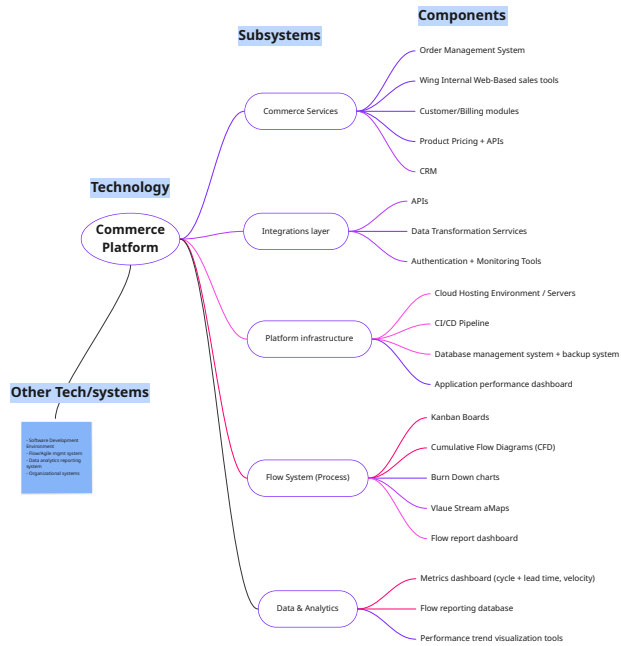 Components
Subsystems
Order Management System
Wing Internal Web-Based sales tools
Commerce Services
Customer/Billing modules
Product Pricing + APIs
CRM
Technology
Commerce
Platform
APIs
Integrations layer
Data Transformation Serrvices
Authentication + Monitoring Tools
Cloud Hosting Environment / Servers
CI/CD Pipeline
Platform infrastructure
Database management system + backup system
Application performance dashboard
Other Tech/systems
- Software Development
Environment
- Flow/Agile mgmt system
- Data analytics reporting
system
- Organizational systems
Kanban Boards
Cumulative Flow Diagrams (CFD)
Flow System (Process)
Burn Down charts
Vlaue Stream aMaps
Flow report dashboard
Metrics dashboard (cycle + lead time, velocity)
Data & Analytics
Flow reporting database
Performance trend visualization tools